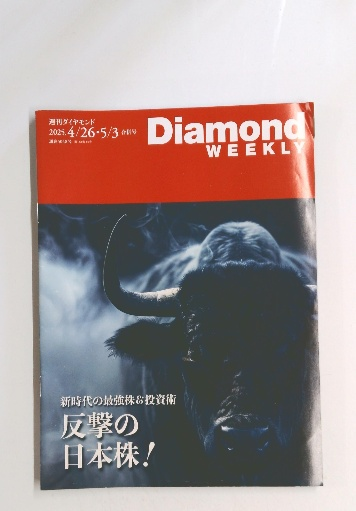 週刊ダイヤモンド
2025.4/26・5/3 合併号
Diamond
WEEKLY
新時代の最強株&投資術
反撃の
日本株!